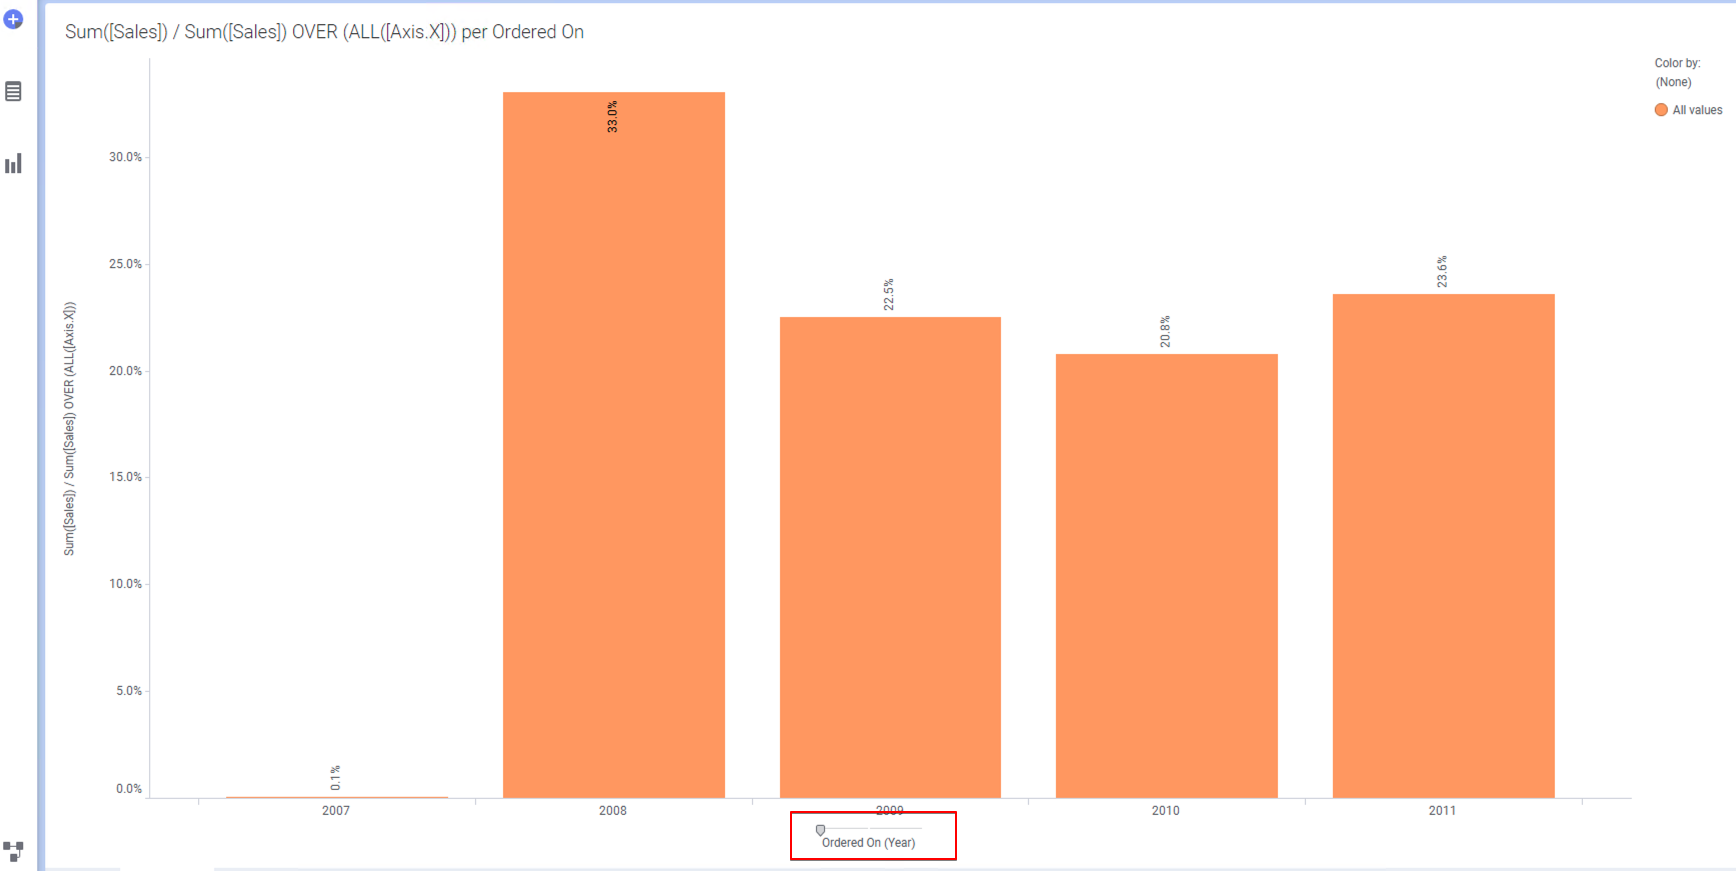 Sum([Sales]) / Sum([Sales]) OVER (ALL([Axis.X])) per Ordered On
Color by:
(None)
All values
Sum([Sales]) / Sum([Sales]) OVER (ALL([Axis.X]))
30.0%
25.0%
20.0%
15.0%
10.0%
5.0%
0.0%
0.1%
33.0%
22.5%
20.8%
23.6%
2007
2008
2009
2010
2011
Ordered On (Year)